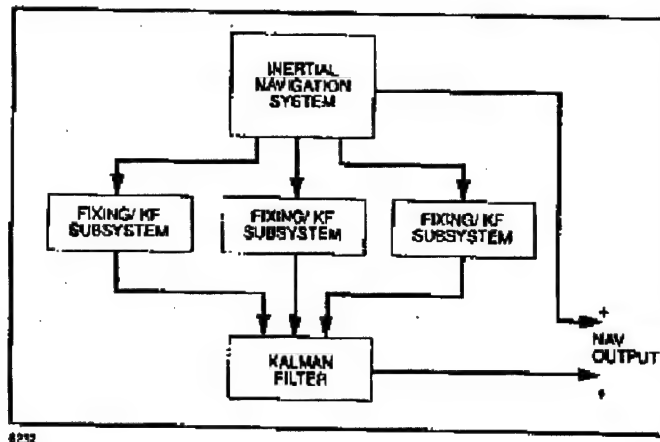 INERTIAL
NAVIGATION
SYSTEM
FIXING/KF
SUBSYSTEM
FIXING/KF
SUBSYSTEM
FIXING/KF
SUBSYSTEM
KALMAN
FILTER
+
NAV
OUTPUT
+